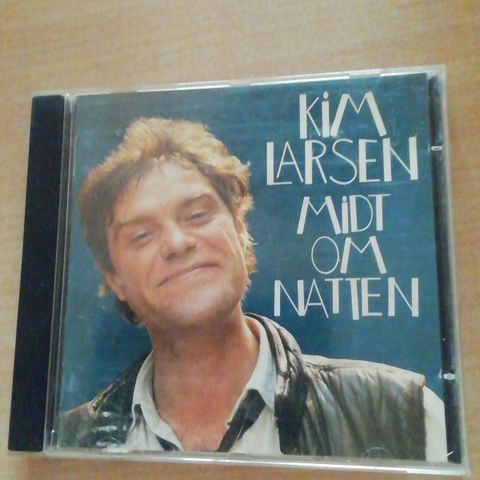 KiM
LARSEN
MiDT
OM
NATTEN